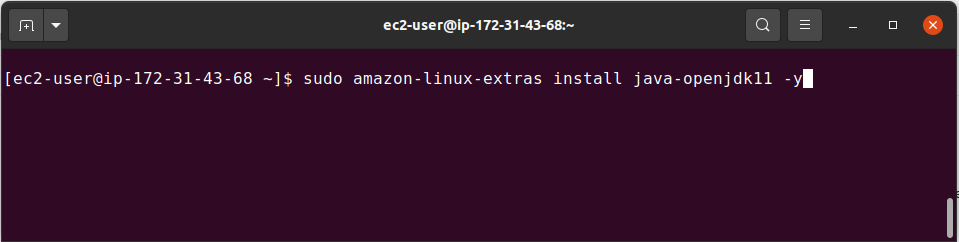 ec2-user@ip-172-31-43-68:~
[ec2-user@ip-172-31-43-68 ~]$ sudo amazon-linux-extras install java-openjdk11 -y